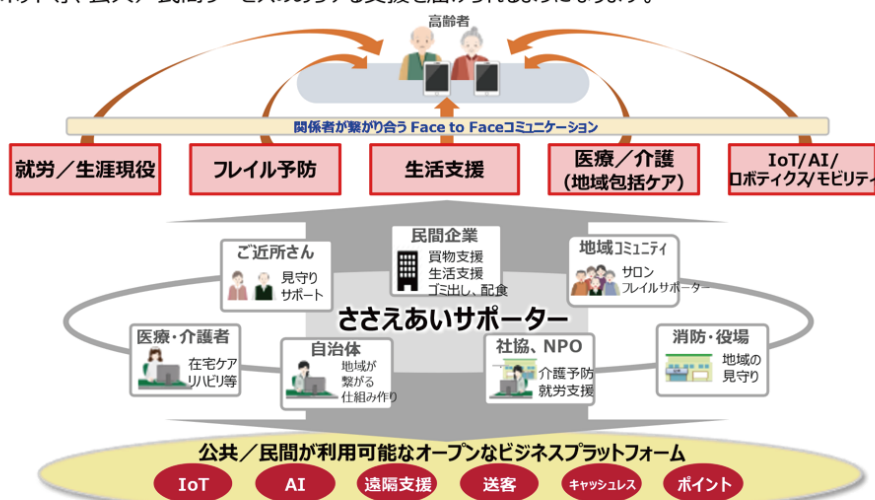 高齢者
関係者が繋がり合う Face to Faceコミュニケーション
就労／生涯現役
フレイル予防
生活支援
医療／介護
(地域包括ケア)
IoT/AI/
ロボティクス/モビリティ
ご近所さん
見守り
サポート
民間企業
買物支援
生活支援
ゴミ出し、配食
地域コミュニティ
サロン
フレイルサポーター
ささえあいサポーター
医療・介護者
在宅ケア
リハビリ等
自治体
地域が
繋がる
仕組み作り
社協、NPO
介護予防
就労支援
消防・役場
地域の
見守り
公共／民間が利用可能なオープンなビジネスプラットフォーム
IoT
AI
遠隔支援
送客
キャッシュレス
ポイント